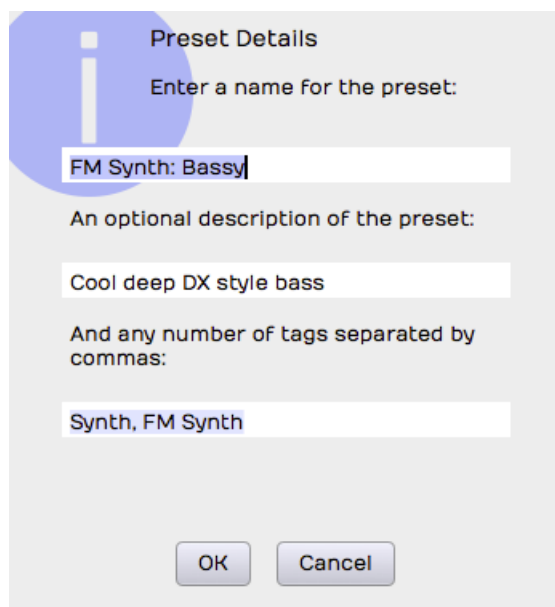 Preset Details
Enter a name for the preset:
FM Synth: Bassy
An optional description of the preset:
Cool deep DX style bass
And any number of tags separated by
commas:
Synth, FM Synth
OK
Cancel